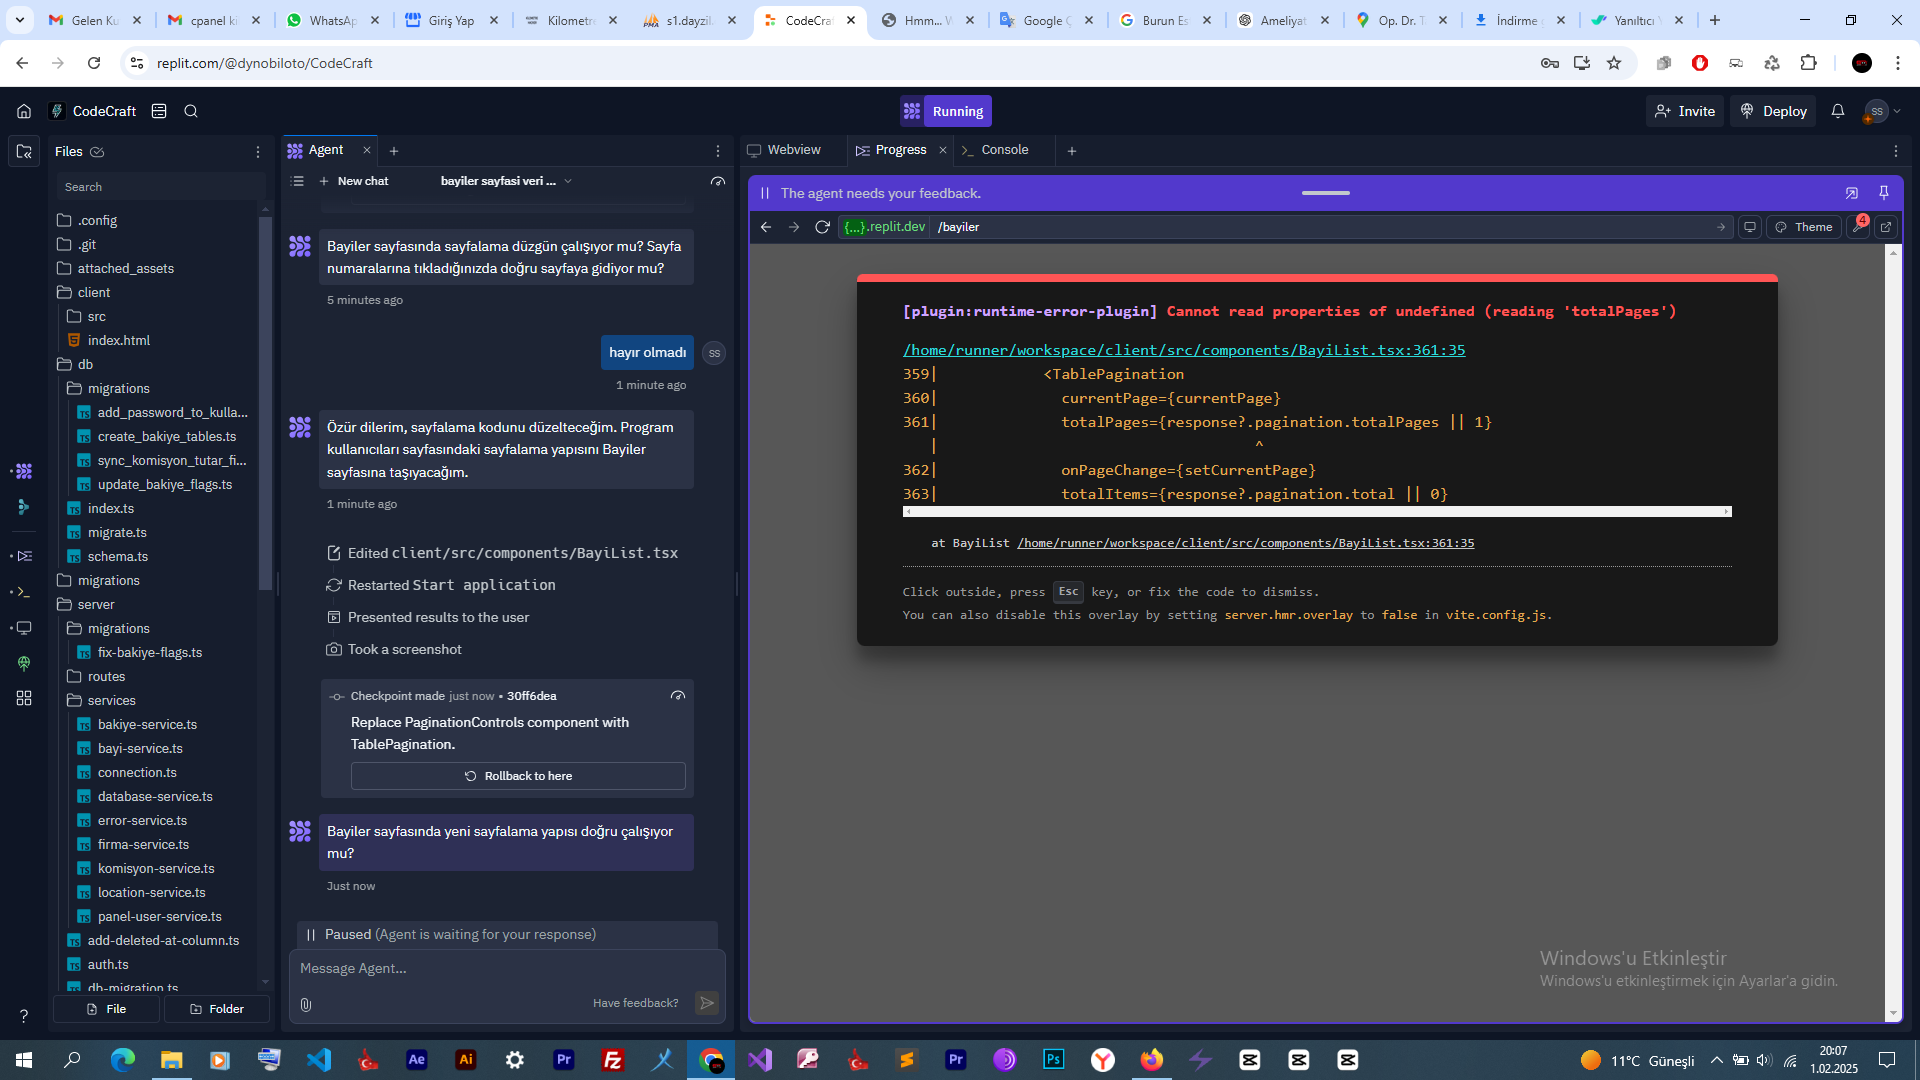 Gelen Ku
cpanel ki
WhatsAp
Giriş Yap
Kilometre
s1.dayzil
CodeCra
Hmm... W
Google Ç
Burun Es
Ameliyat
Op. Dr. T
İndirme
Yanıltıcı
replit.com/@dynobiloto/CodeCraft
CodeCraft
Running
Invite
Deploy
SS
Files
Search
.config
.git
attached_assets
client
src
index.html
db
migrations
add_password_to_kulla...
create_bakiye_tables.ts
sync_komisyon_tutar_fi...
update_bakiye_flags.ts
index.ts
migrate.ts
schema.ts
migrations
server
migrations
fix-bakiye-flags.ts
routes
services
bakiye-service.ts
bayi-service.ts
connection.ts
database-service.ts
error-service.ts
firma-service.ts
komisyon-service.ts
location-service.ts
panel-user-service.ts
add-deleted-at-column.ts
auth.ts
db-migration.ts
File
Folder
Agent
New chat
bayiler sayfasi veri ...
Bayiler sayfasında sayfalama düzgün çalışıyor mu? Sayfa
numaralarına tıkladığınızda doğru sayfaya gidiyor mu?
5 minutes ago
hayır olmadı
SS
1 minute ago
Özür dilerim, sayfalama kodunu düzelteceğim. Program
kullanıcıları sayfasındaki sayfalama yapısını Bayiler
sayfasına taşıyacağım.
1 minute ago
Edited client/src/components/BayiList.tsx
Restarted Start application
Presented results to the user
Took a screenshot
Checkpoint made just now • 30ff6dea
Replace PaginationControls component with
TablePagination.
Rollback to here
Bayiler sayfasında yeni sayfalama yapısı doğru çalışıyor
mu?
Just now
Paused (Agent is waiting for your response)
Message Agent...
Have feedback?
Webview
Progress
Console
The agent needs your feedback.
{...}.replit.dev
/bayiler
Theme
4
[plugin:runtime-error-plugin] Cannot read properties of undefined (reading 'totalPages')
/home/runner/workspace/client/src/components/BayiList.tsx:361:35
359| <TablePagination
360| currentPage={currentPage}
361| totalPages={response?.pagination.totalPages || 1}
| ^
362| onPageChange={setCurrentPage}
363| totalItems={response?.pagination.total || 0}
at BayiList /home/runner/workspace/client/src/components/BayiList.tsx:361:35
Click outside, press Esc key, or fix the code to dismiss.
You can also disable this overlay by setting server.hmr.overlay to false in vite.config.js.
Windows'u Etkinleştir
Windows'u etkinleştirmek için Ayarlar'a gidin.
Ae
Ai
Pr
Pr
Ps
11°C Güneşli
20:07
1.02.2025